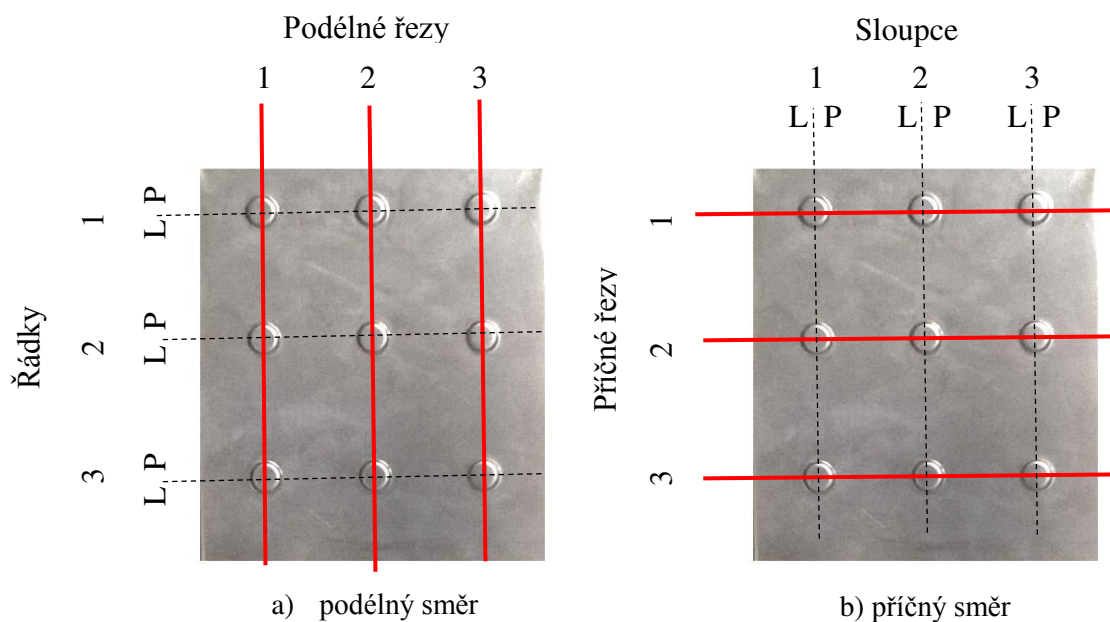 Podélné řezy
1 2 3
Řádky
1 L P
2 L P
3 L P
a) podélný směr
Sloupce
1 2 3
L P L P L P
Příčné řezy
1
2
3
b) příčný směr